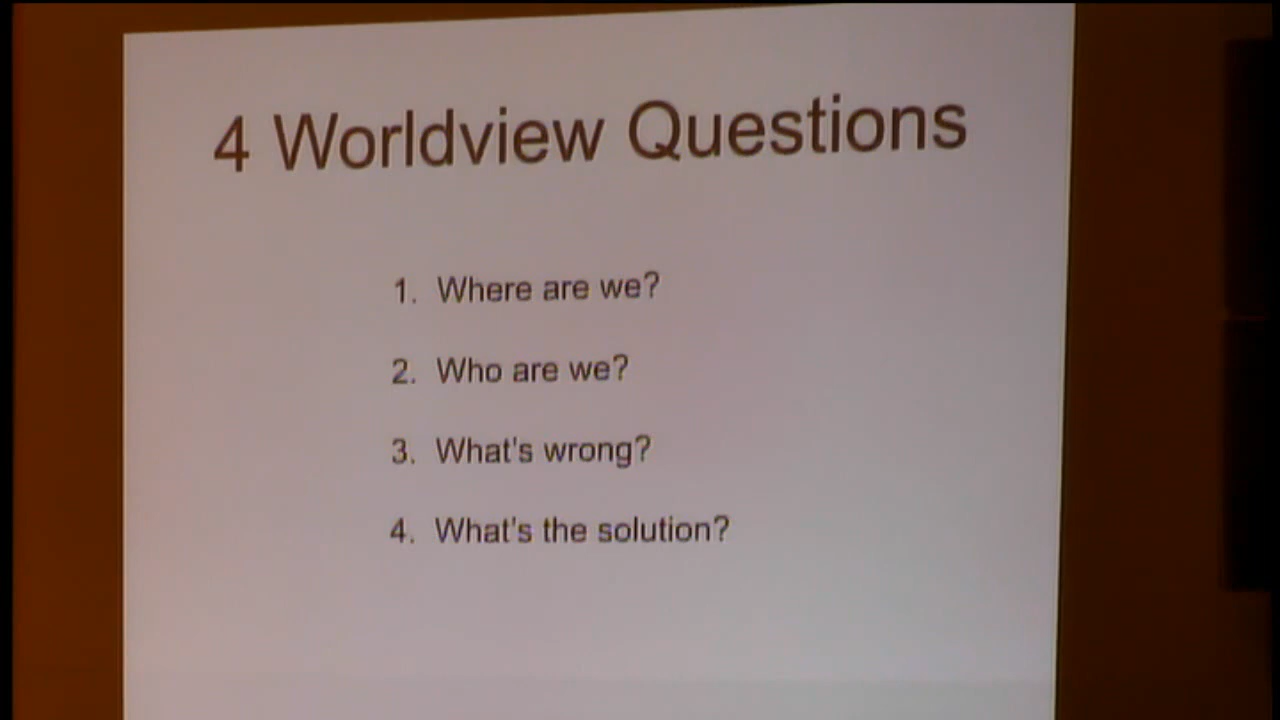 4 Worldview Questions
1. Where are we?
2. Who are we?
3. What's wrong?
4. What's the solution?